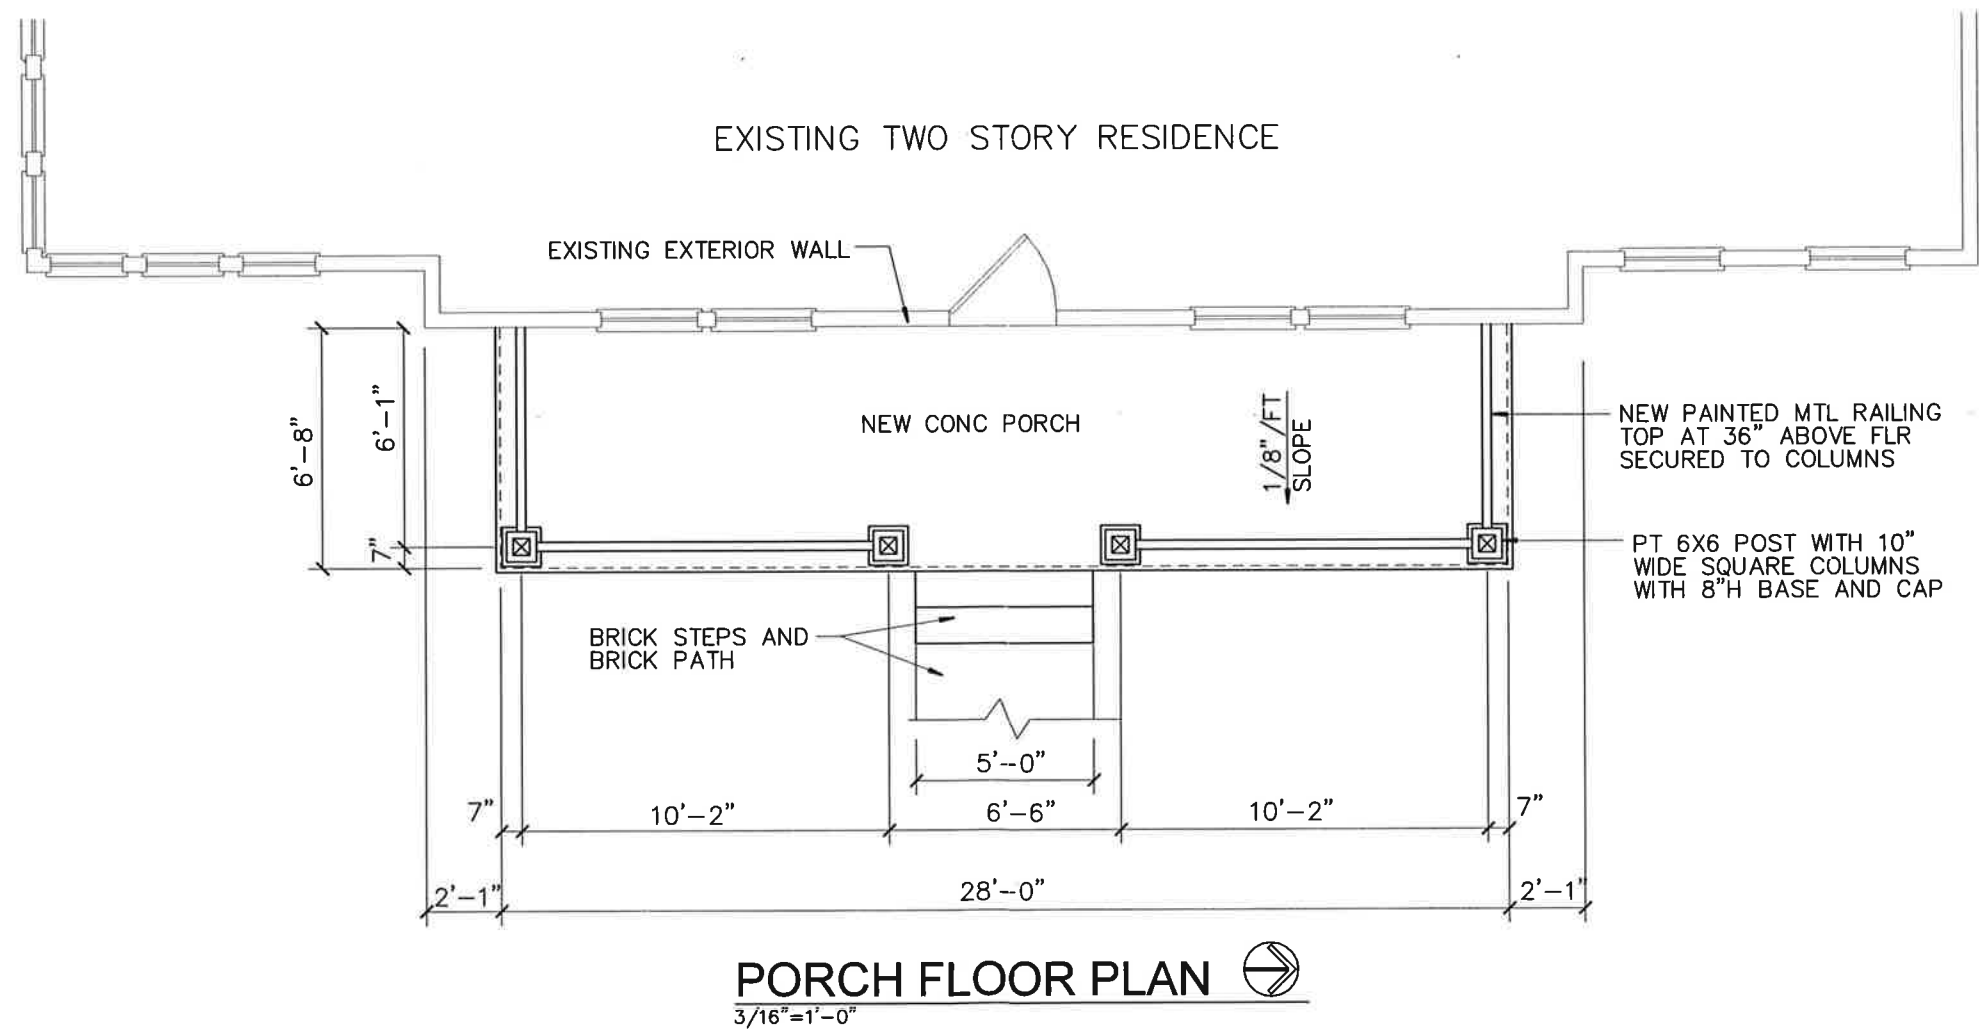 EXISTING TWO STORY RESIDENCE
EXISTING EXTERIOR WALL
NEW CONC PORCH
1/8"/FT
SLOPE
6'-8"
6'-1"
7"
NEW PAINTED MTL RAILING
TOP AT 36" ABOVE FLR
SECURED TO COLUMNS
PT 6X6 POST WITH 10"
WIDE SQUARE COLUMNS
WITH 8"H BASE AND CAP
BRICK STEPS AND
BRICK PATH
5'-0"
7"
10'-2"
6'-6"
10'-2"
7"
2'-1"
28'-0"
2'-1"
PORCH FLOOR PLAN
3/16"=1'-0"